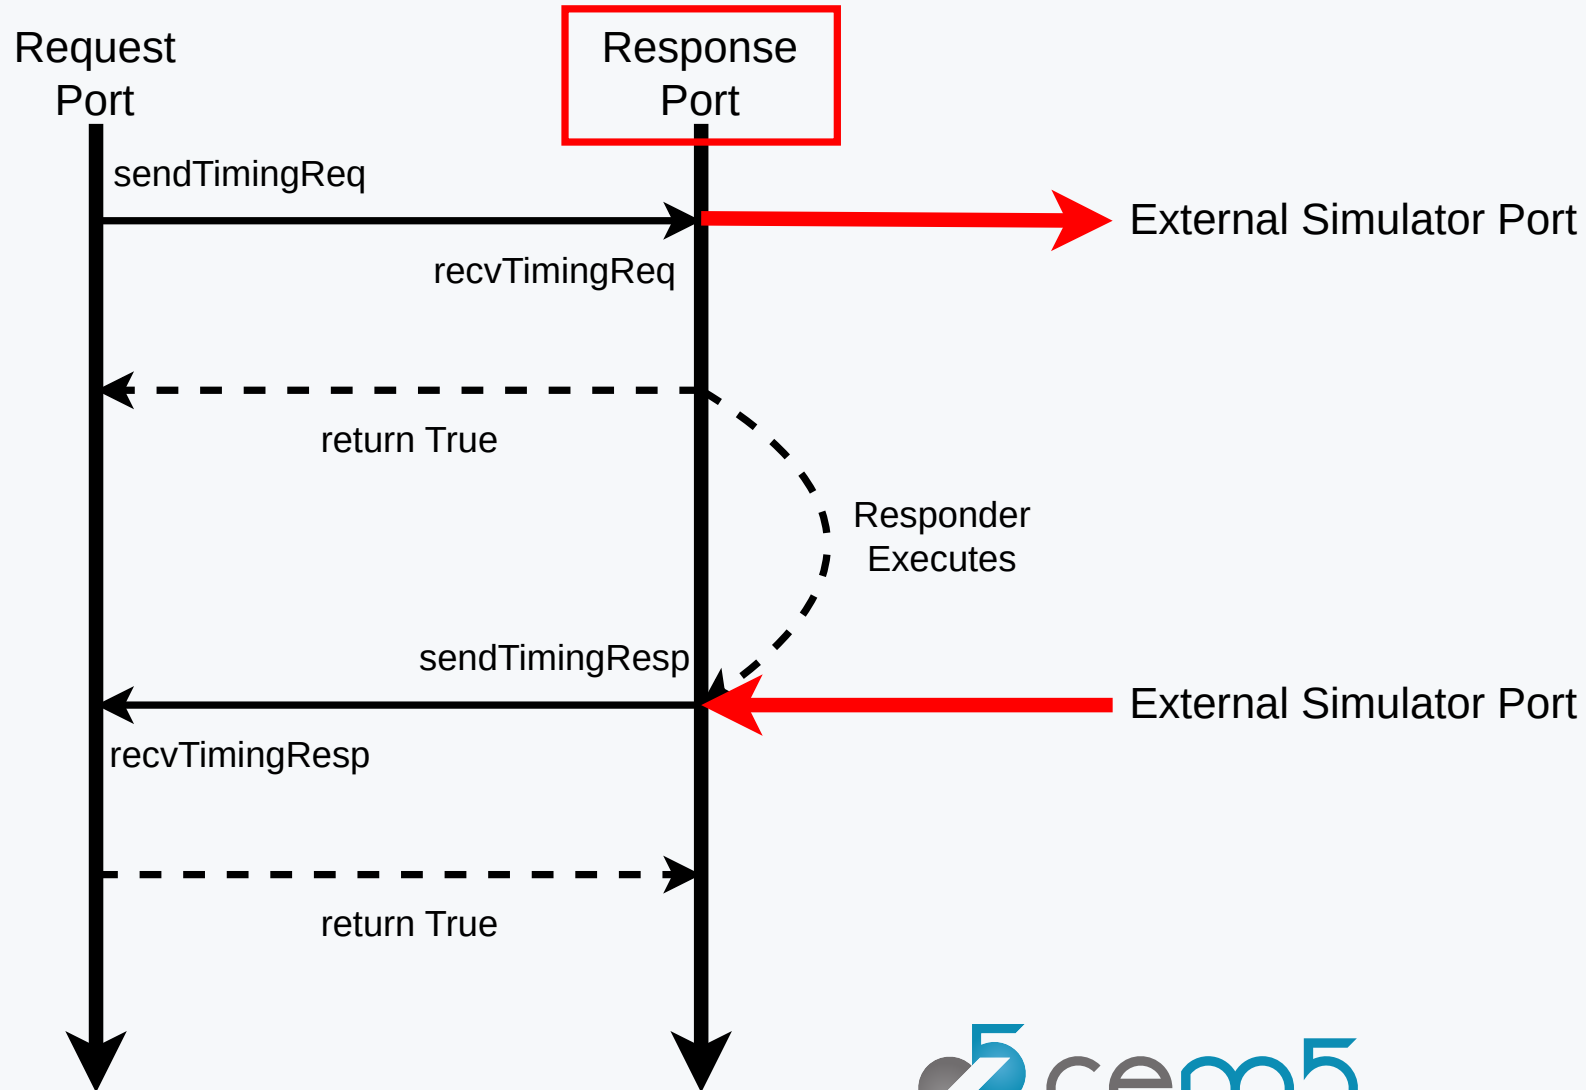 Request
Port
Response
Port
sendTimingReq
External Simulator Port
recvTimingReq
return True
Responder
Executes
sendTimingResp
External Simulator Port
recvTimingResp
return True